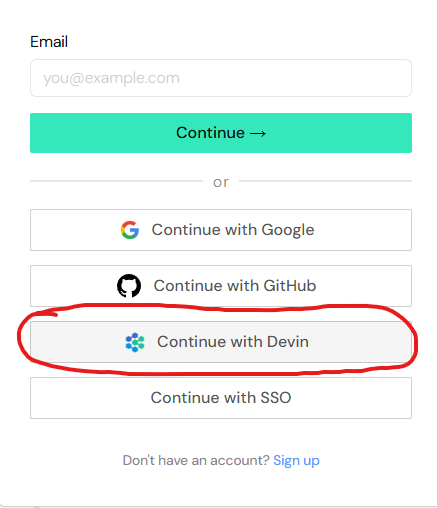 Email
you@example.com
Continue →
or
Continue with Google
Continue with GitHub
Continue with Devin
Continue with SSO
Don't have an account? Sign up